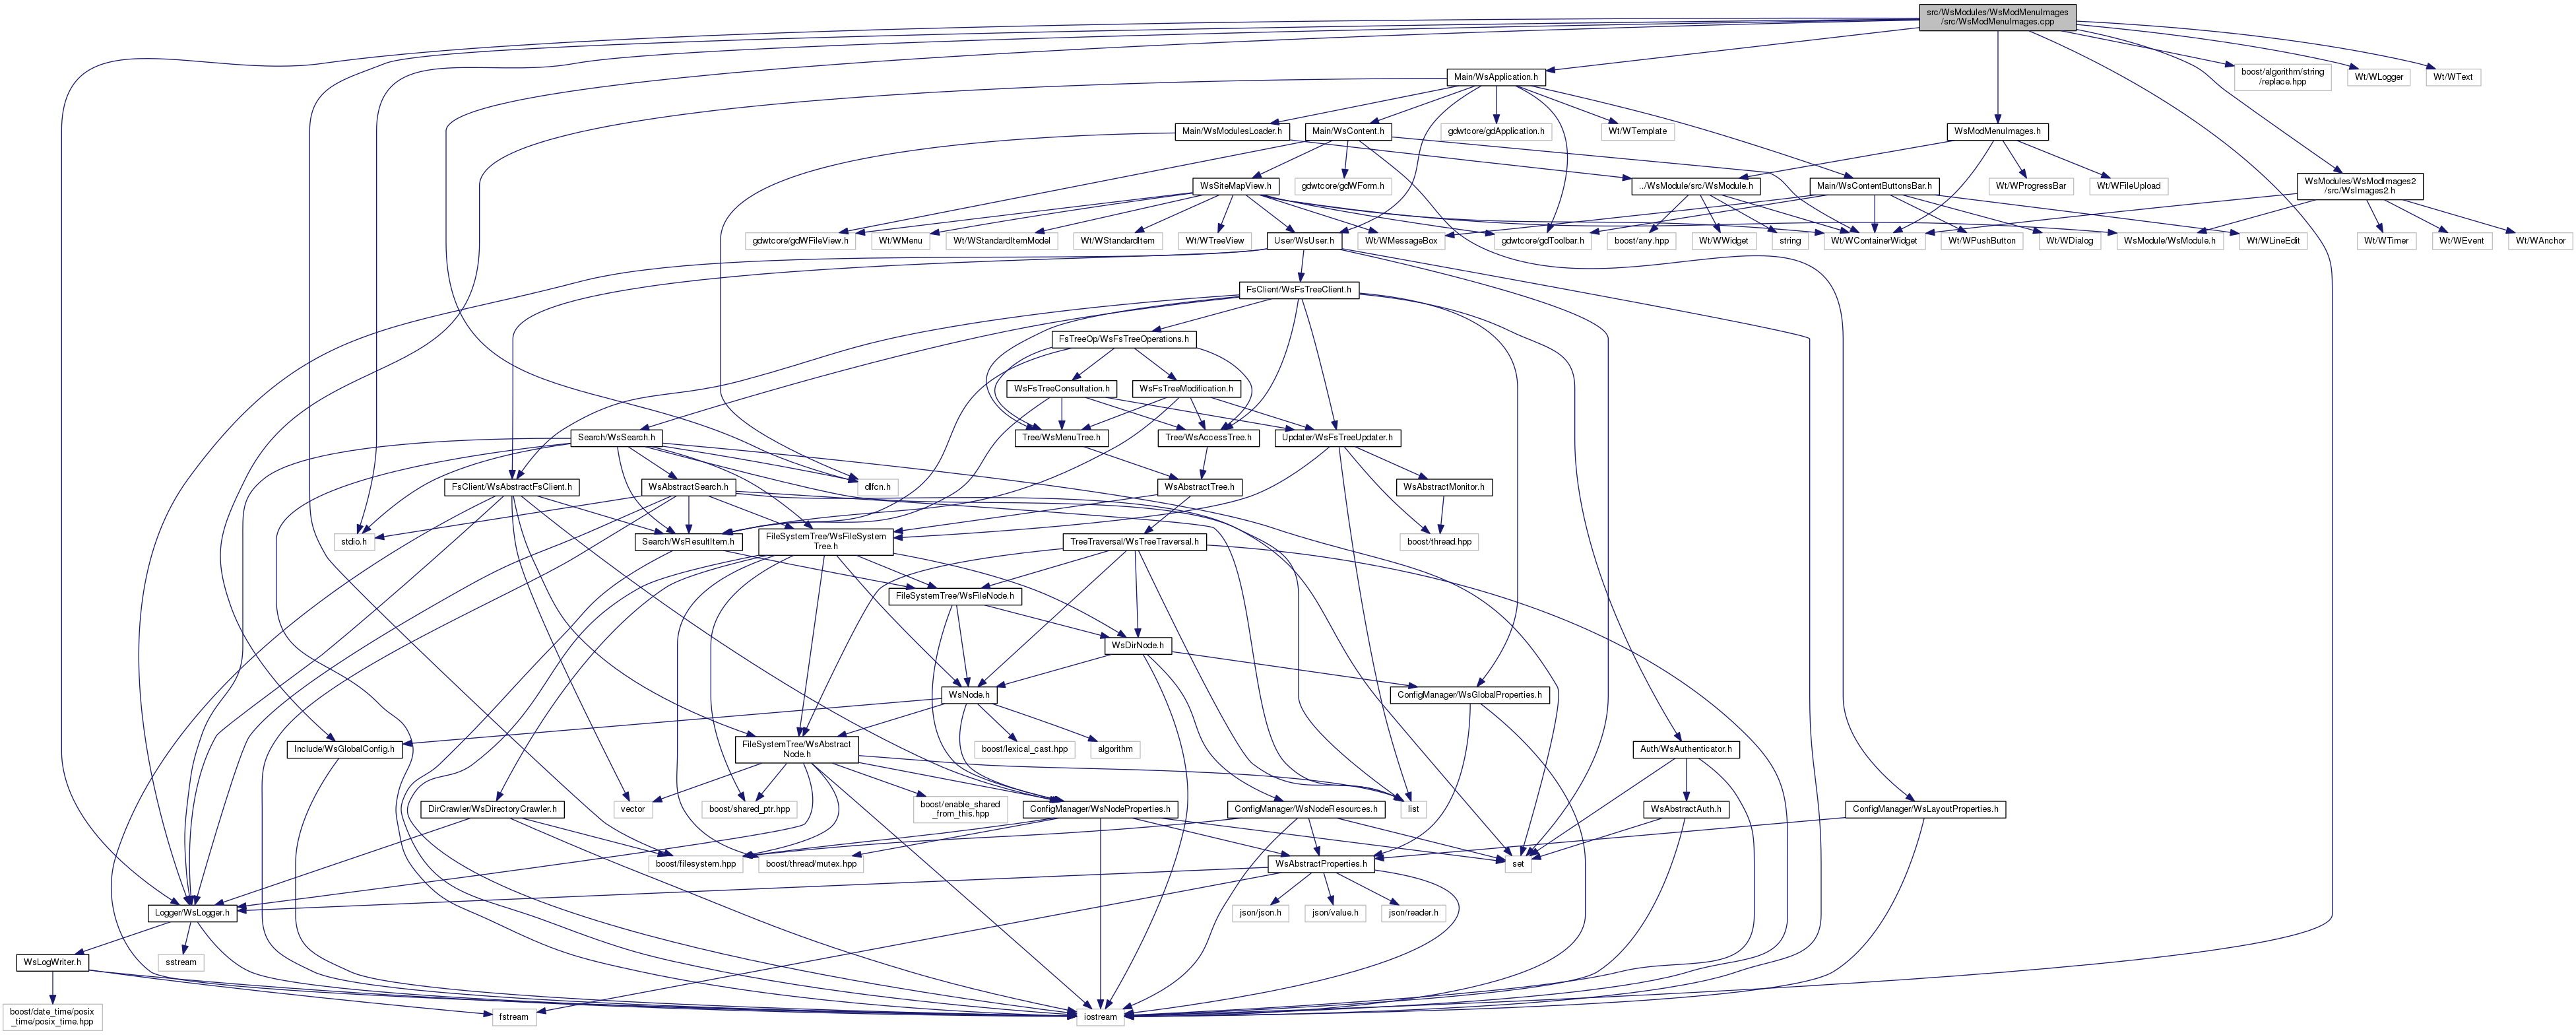 src/WsModules/WsModMenuImages
/src/WsModMenuImages.cpp
Main/WsApplication.h
boost/algorithm/string
/replace.hpp
Wt/WLogger
Wt/WText
Main/WsModulesLoader.h
Main/WsContent.h
gdwtcore/gdApplication.h
Wt/WTemplate
WsModMenuImages.h
WsSiteMapView.h
gdwtcore/gdWForm.h
../WsModule/src/WsModule.h
Main/WsContentButtonsBar.h
Wt/WProgressBar
Wt/WFileUpload
WsModules/WsModImages2
/src/WsImages2.h
gdwtcore/gdWFileView.h
Wt/WMenu
Wt/WStandardItemModel
Wt/WStandardItem
Wt/WTreeView
User/WsUser.h
Wt/WMessageBox
gdwtcore/gdToolbar.h
boost/any.hpp
Wt/WWidget
string
Wt/WContainerWidget
Wt/WPushButton
Wt/WDialog
WsModule/WsModule.h
Wt/WLineEdit
Wt/WTimer
Wt/WEvent
Wt/WAnchor
FsClient/WsFsTreeClient.h
FsTreeOp/WsFsTreeOperations.h
WsFsTreeConsultation.h
WsFsTreeModification.h
Search/WsSearch.h
Tree/WsMenuTree.h
Tree/WsAccessTree.h
Updater/WsFsTreeUpdater.h
FsClient/WsAbstractFsClient.h
WsAbstractSearch.h
dlfcn.h
WsAbstractTree.h
WsAbstractMonitor.h
stdio.h
Search/WsResultItem.h
FileSystemTree/WsFileSystem
Tree.h
TreeTraversal/WsTreeTraversal.h
boost/thread.hpp
FileSystemTree/WsFileNode.h
WsDirNode.h
WsNode.h
ConfigManager/WsGlobalProperties.h
Include/WsGlobalConfig.h
FileSystemTree/WsAbstract
Node.h
boost/lexical_cast.hpp
algorithm
Auth/WsAuthenticator.h
DirCrawler/WsDirectoryCrawler.h
vector
boost/shared_ptr.hpp
boost/enable_shared
_from_this.hpp
ConfigManager/WsNodeProperties.h
ConfigManager/WsNodeResources.h
list
WsAbstractAuth.h
ConfigManager/WsLayoutProperties.h
boost/filesystem.hpp
boost/thread/mutex.hpp
WsAbstractProperties.h
set
Logger/WsLogger.h
json/json.h
json/value.h
json/reader.h
WsLogWriter.h
sstream
boost/date_time/posix
_time/posix_time.hpp
fstream
iostream